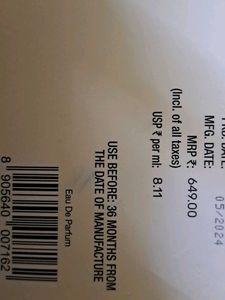 DATE:
MFG. DATE: 05/2024
MRP ₹: 649.00
(Incl. of all taxes)
USP ₹ per ml: 8.11
USE BEFORE: 36 MONTHS FROM
THE DATE OF MANUFACTURE
Eau De Parfum
8 905640 007162